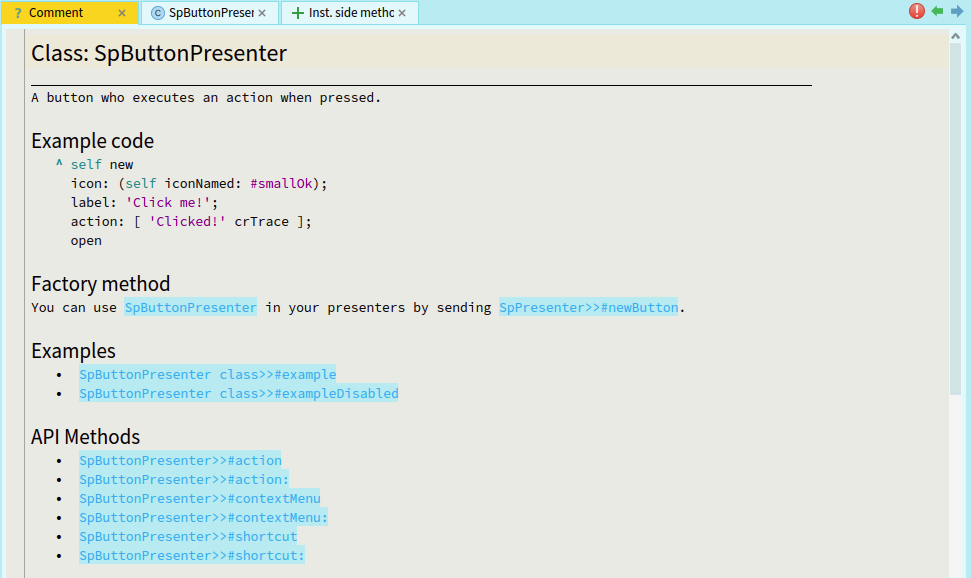 ? Comment × C SpButtonPreser × + Inst. side methc ×
Class: SpButtonPresenter
A button who executes an action when pressed.
Example code
^ self new
icon: (self iconNamed: #smallOk);
label: 'Click me!';
action: [ 'Clicked!' crTrace ];
open
Factory method
You can use SpButtonPresenter in your presenters by sending SpPresenter>>#newButton.
Examples
• SpButtonPresenter class>>#example
• SpButtonPresenter class>>#exampleDisabled
API Methods
• SpButtonPresenter>>#action
• SpButtonPresenter>>#action:
• SpButtonPresenter>>#contextMenu
• SpButtonPresenter>>#contextMenu:
• SpButtonPresenter>>#shortcut
• SpButtonPresenter>>#shortcut: